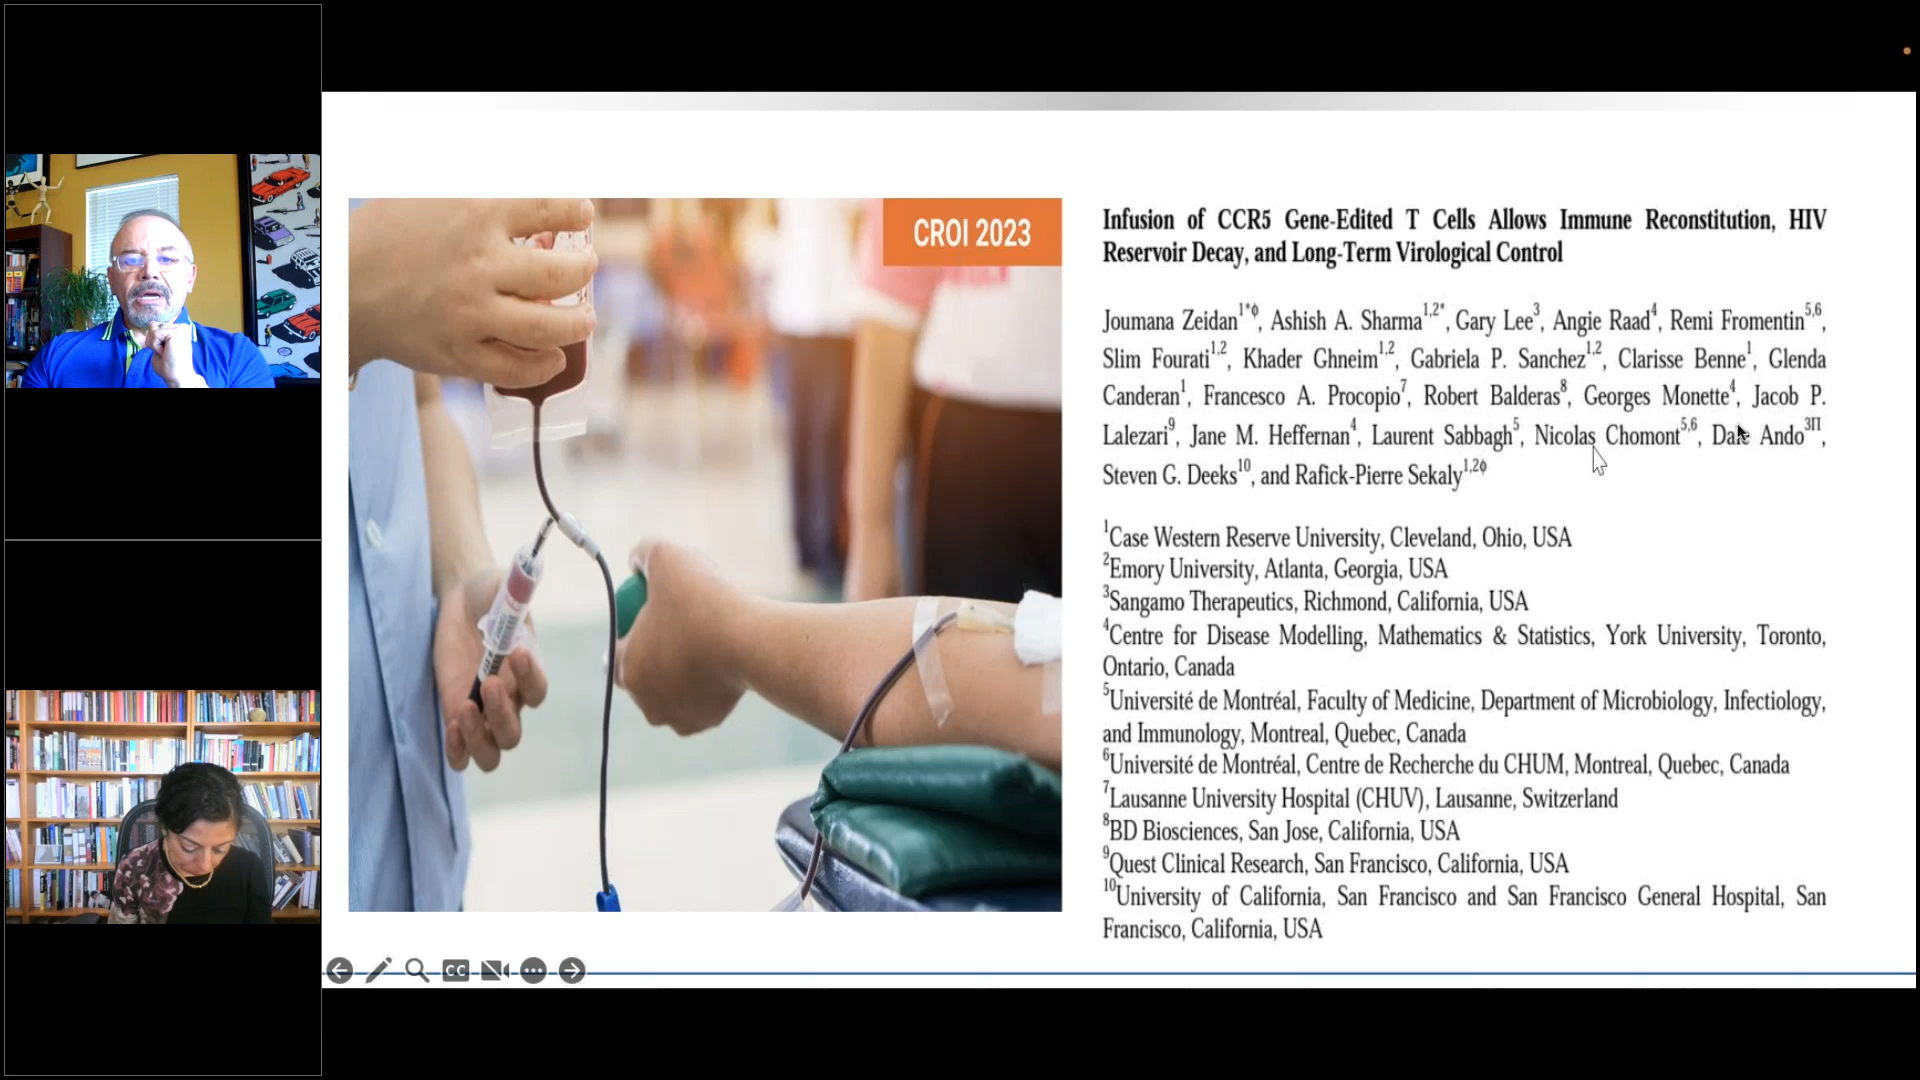 CROI 2023
Infusion of CCR5 Gene-Edited T Cells Allows Immune Reconstitution, HIV
Reservoir Decay, and Long-Term Virological Control
Joumana Zeidan1*ϕ, Ashish A. Sharma1,2*, Gary Lee3, Angie Raad4, Remi Fromentin5,6,
Slim Fourati1,2, Khader Ghneim1,2, Gabriela P. Sanchez1,2, Clarisse Benne1, Glenda
Canderan1, Francesco A. Procopio7, Robert Balderas8, Georges Monette4, Jacob P.
Lalezari9, Jane M. Heffernan4, Laurent Sabbagh5, Nicolas Chomont5,6, Dale Ando3Π,
Steven G. Deeks10, and Rafick-Pierre Sekaly1,2ϕ
1Case Western Reserve University, Cleveland, Ohio, USA
2Emory University, Atlanta, Georgia, USA
3Sangamo Therapeutics, Richmond, California, USA
4Centre for Disease Modelling, Mathematics & Statistics, York University, Toronto,
Ontario, Canada
5Université de Montréal, Faculty of Medicine, Department of Microbiology, Infectiology,
and Immunology, Montreal, Quebec, Canada
6Université de Montréal, Centre de Recherche du CHUM, Montreal, Quebec, Canada
7Lausanne University Hospital (CHUV), Lausanne, Switzerland
8BD Biosciences, San Jose, California, USA
9Quest Clinical Research, San Francisco, California, USA
10University of California, San Francisco and San Francisco General Hospital, San
Francisco, California, USA
CC